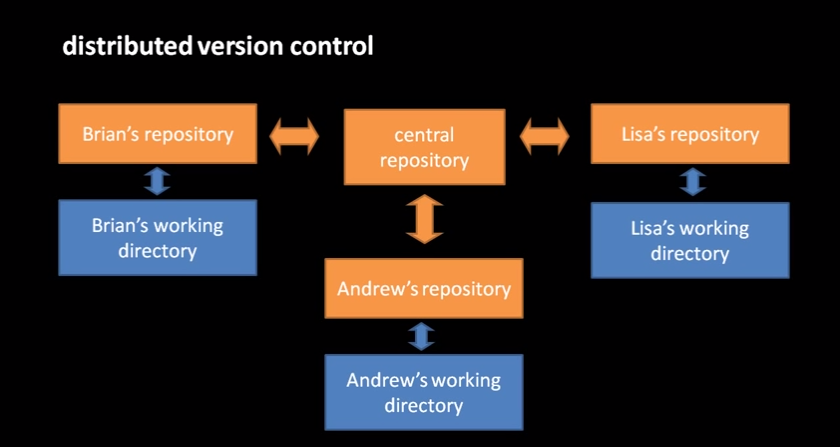 distributed version control
Brian's repository
central
repository
Lisa's repository
Brian's working
directory
Lisa's working
directory
Andrew's repository
Andrew's working
directory